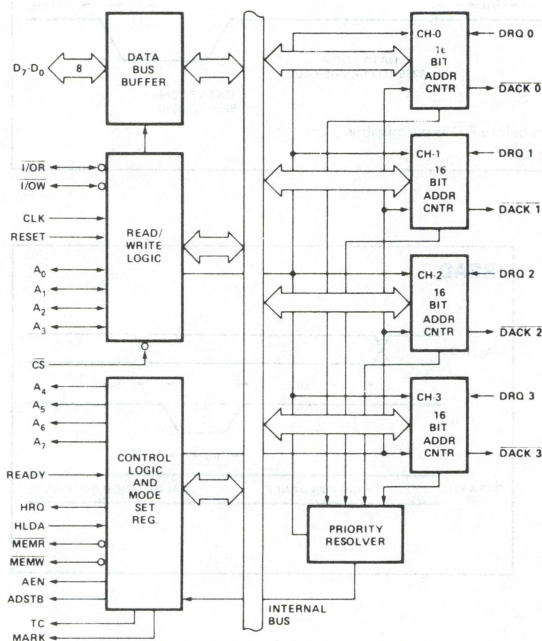 D7-D0
8
DATA
BUS
BUFFER
I/OR
I/OW
CLK
RESET
A0
A1
A2
A3
CS
READ/
WRITE
LOGIC
A4
A5
A6
A7
READY
HRQ
HLDA
MEMR
MEMW
AEN
ADSTB
TC
MARK
CONTROL
LOGIC
AND
MODE
SET
REG.
INTERNAL
BUS
CH-0
16
BIT
ADDR
CNTR
DRQ 0
DACK 0
CH-1
16
BIT
ADDR
CNTR
DRQ 1
DACK 1
CH-2
16
BIT
ADDR
CNTR
DRQ 2
DACK 2
CH-3
16
BIT
ADDR
CNTR
DRQ 3
DACK 3
PRIORITY
RESOLVER